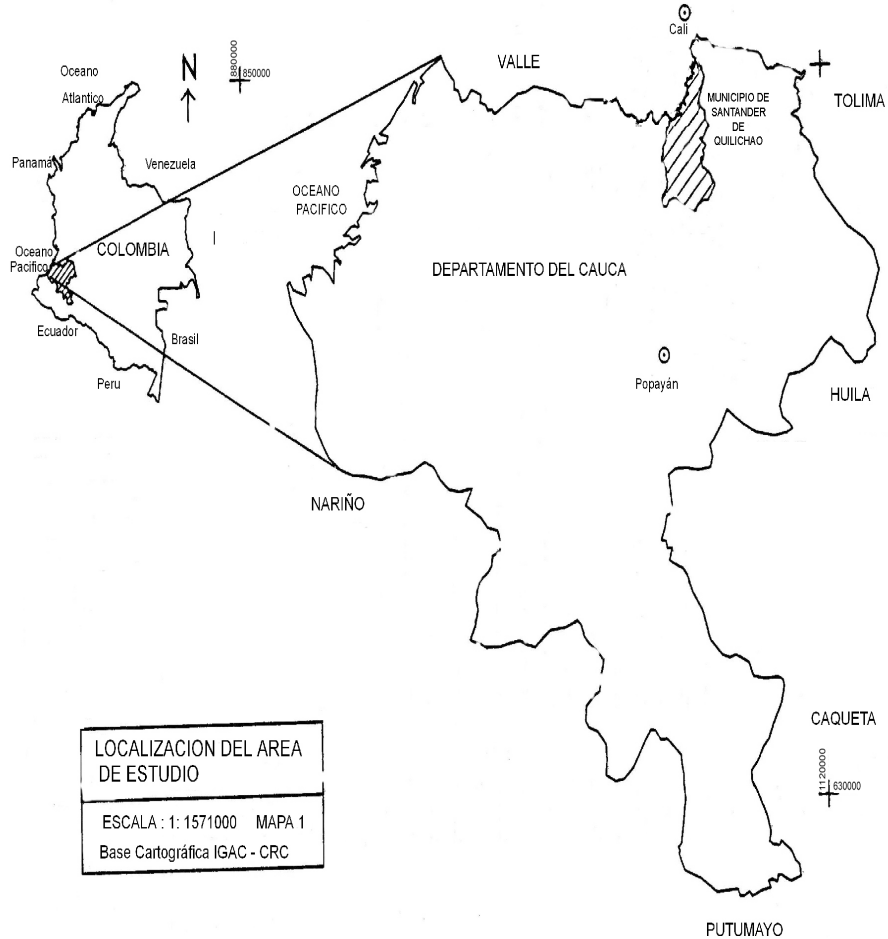 Cali
N
880000
850000
VALLE
Oceano
Atlantico
TOLIMA
MUNICIPIO DE
SANTANDER
DE
QUILICHAO
Panamá
Venezuela
OCEANO
PACIFICO
Oceano
Pacifico
COLOMBIA
DEPARTAMENTO DEL CAUCA
Ecuador
Brasil
Peru
Popayán
HUILA
NARIÑO
CAQUETA
LOCALIZACION DEL AREA
DE ESTUDIO
1120000
630000
ESCALA : 1: 1571000 MAPA 1
Base Cartográfica IGAC - CRC
PUTUMAYO